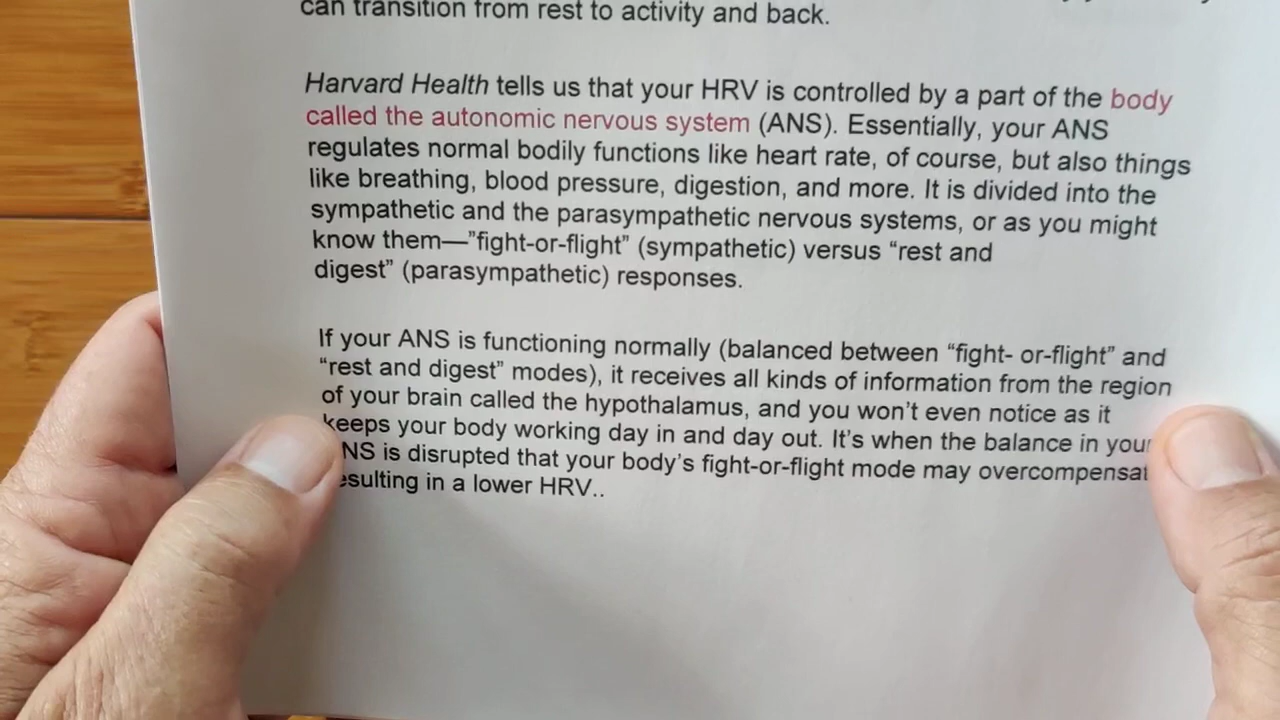 can transition from rest to activity and back.
Harvard Health tells us that your HRV is controlled by a part of the body
called the autonomic nervous system (ANS). Essentially, your ANS
regulates normal bodily functions like heart rate, of course, but also things
like breathing, blood pressure, digestion, and more. It is divided into the
sympathetic and the parasympathetic nervous systems, or as you might
know them—”fight-or-flight” (sympathetic) versus “rest and
digest” (parasympathetic) responses.
If your ANS is functioning normally (balanced between “fight- or-flight” and
“rest and digest” modes), it receives all kinds of information from the region
of your brain called the hypothalamus, and you won’t even notice as it
keeps your body working day in and day out. It’s when the balance in your
NS is disrupted that your body’s fight-or-flight mode may overcompensat
esulting in a lower HRV..